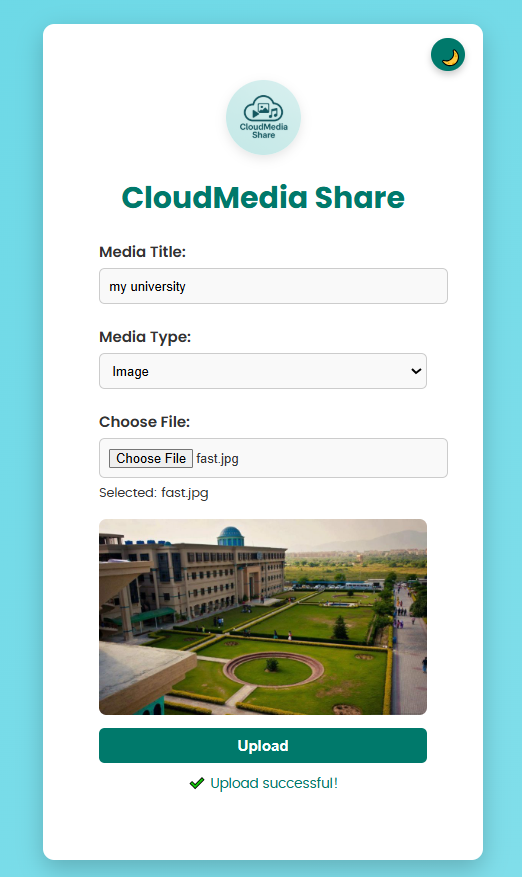 CloudMedia
Share
CloudMedia Share
Media Title:
my university
Media Type:
Image
Choose File:
Choose File fast.jpg
Selected: fast.jpg
Upload
Upload successful!